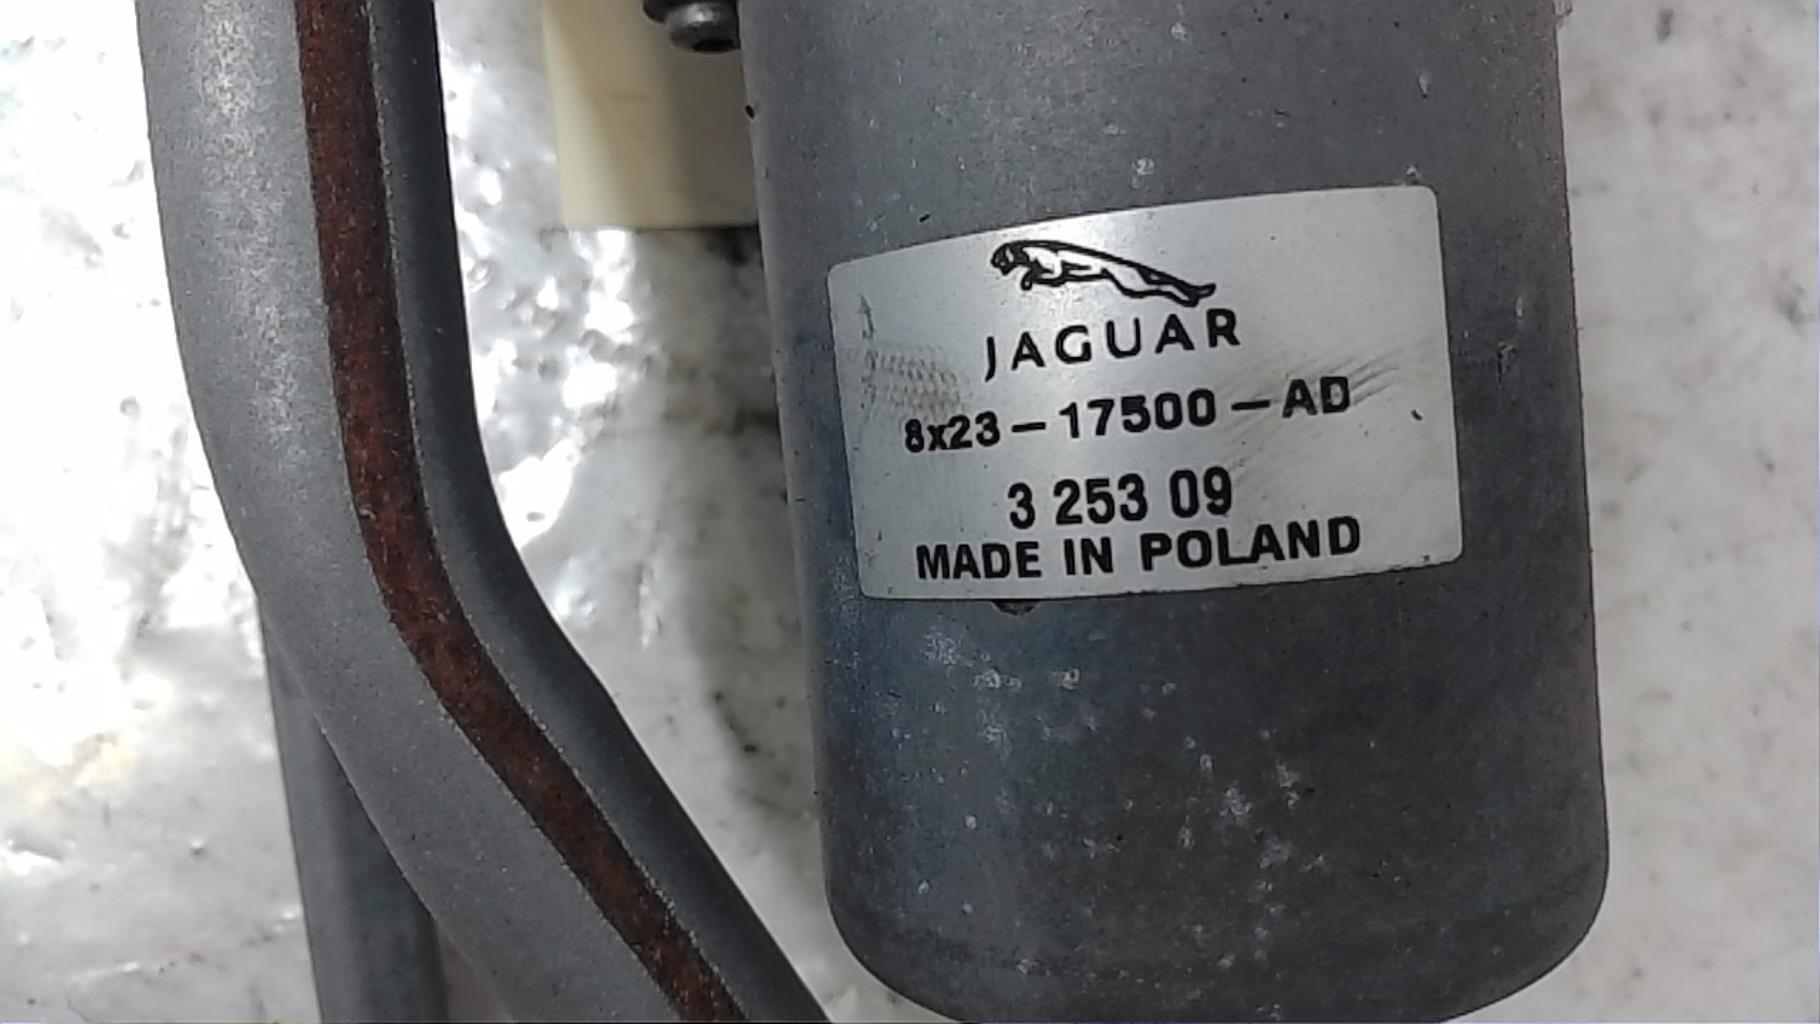 JAGUAR
8x23-17500-AD
3 253 09
MADE IN POLAND